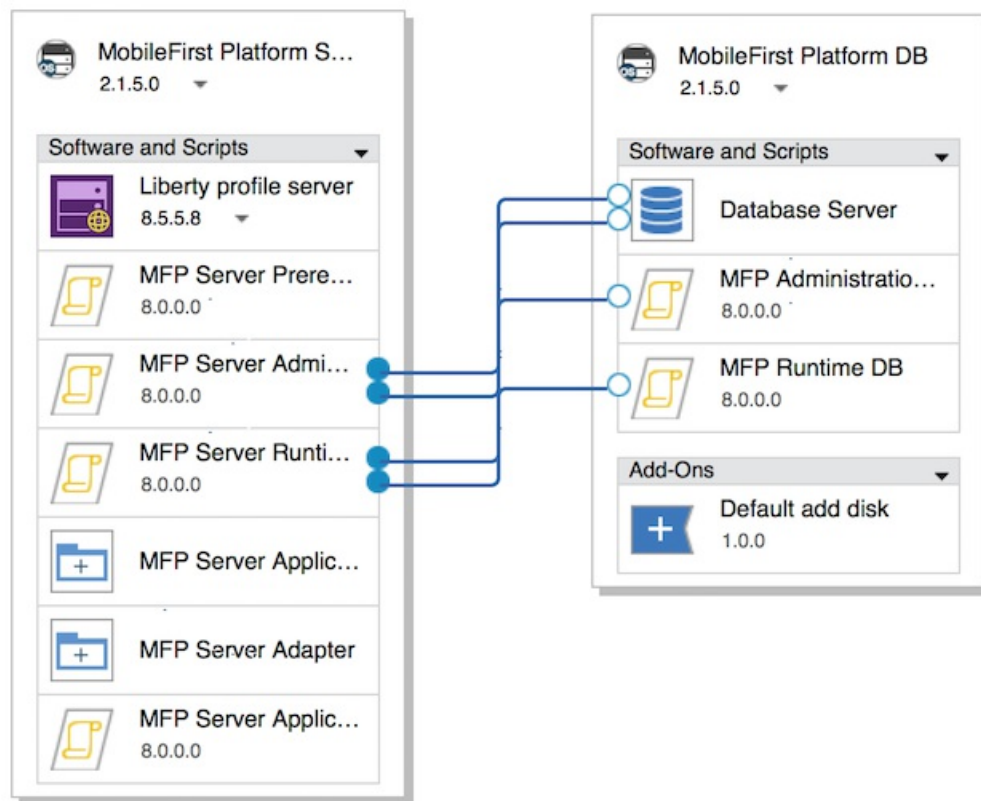 MobileFirst Platform S...
2.1.5.0
Software and Scripts
Liberty profile server
8.5.5.8
MFP Server Prere...
8.0.0.0
MFP Server Admi...
8.0.0.0
MFP Server Runti...
8.0.0.0
MFP Server Applic...
MFP Server Adapter
MFP Server Applic...
8.0.0.0
MobileFirst Platform DB
2.1.5.0
Software and Scripts
Database Server
MFP Administratio...
8.0.0.0
MFP Runtime DB
8.0.0.0
Add-Ons
Default add disk
1.0.0